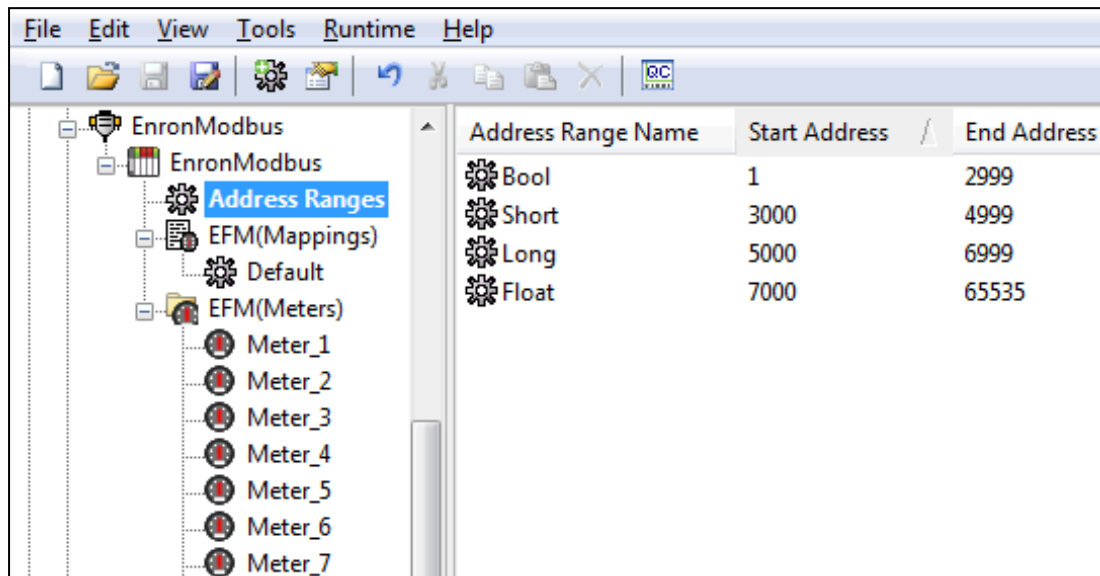 File Edit View Tools Runtime Help
QC
EnronModbus
EnronModbus
Address Ranges
EFM(Mappings)
Default
EFM(Meters)
Meter_1
Meter_2
Meter_3
Meter_4
Meter_5
Meter_6
Meter_7
Address Range Name Start Address End Address
Bool 1 2999
Short 3000 4999
Long 5000 6999
Float 7000 65535